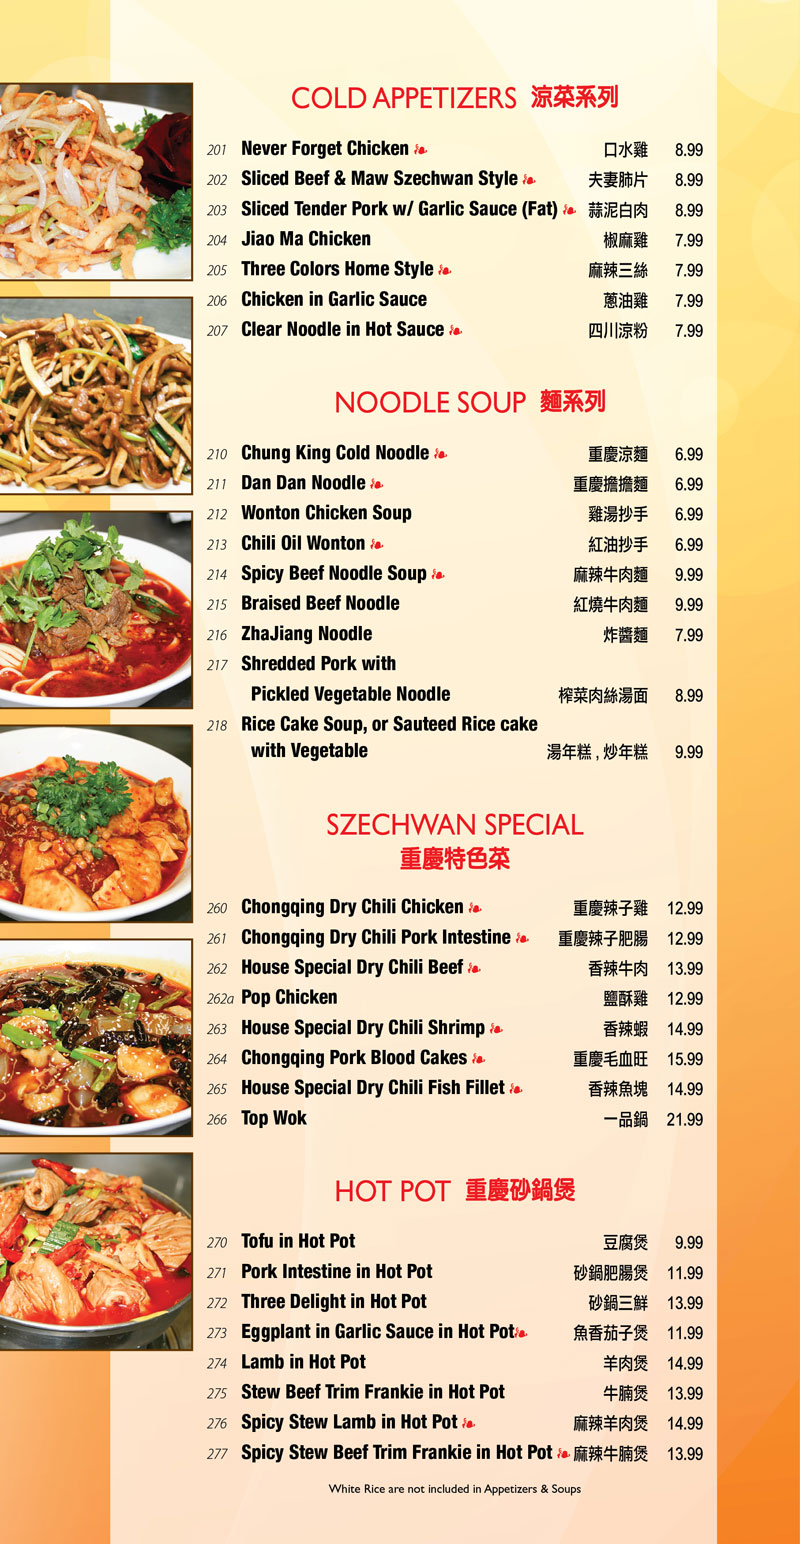 COLD APPETIZERS 涼菜系列
201 Never Forget Chicken 口水雞 8.99
202 Sliced Beef & Maw Szechwan Style 夫妻肺片 8.99
203 Sliced Tender Pork w/ Garlic Sauce (Fat) 蒜泥白肉 8.99
204 Jiao Ma Chicken 椒麻雞 7.99
205 Three Colors Home Style 麻辣三絲 7.99
206 Chicken in Garlic Sauce 蔥油雞 7.99
207 Clear Noodle in Hot Sauce 四川涼粉 7.99
NOODLE SOUP 麵系列
210 Chung King Cold Noodle 重慶涼麵 6.99
211 Dan Dan Noodle 重慶擔擔麵 6.99
212 Wonton Chicken Soup 雞湯抄手 6.99
213 Chili Oil Wonton 紅油抄手 6.99
214 Spicy Beef Noodle Soup 麻辣牛肉麵 9.99
215 Braised Beef Noodle 紅燒牛肉麵 9.99
216 ZhaJiang Noodle 炸醬麵 7.99
217 Shredded Pork with
Pickled Vegetable Noodle 榨菜肉絲湯面 8.99
218 Rice Cake Soup, or Sauteed Rice cake
with Vegetable 湯年糕 , 炒年糕 9.99
SZECHWAN SPECIAL
重慶特色菜
260 Chongqing Dry Chili Chicken 重慶辣子雞 12.99
261 Chongqing Dry Chili Pork Intestine 重慶辣子肥腸 12.99
262 House Special Dry Chili Beef 香辣牛肉 13.99
262a Pop Chicken 鹽酥雞 12.99
263 House Special Dry Chili Shrimp 香辣蝦 14.99
264 Chongqing Pork Blood Cakes 重慶毛血旺 15.99
265 House Special Dry Chili Fish Fillet 香辣魚塊 14.99
266 Top Wok 一品鍋 21.99
HOT POT 重慶砂鍋煲
270 Tofu in Hot Pot 豆腐煲 9.99
271 Pork Intestine in Hot Pot 砂鍋肥腸煲 11.99
272 Three Delight in Hot Pot 砂鍋三鮮 13.99
273 Eggplant in Garlic Sauce in Hot Pot 魚香茄子煲 11.99
274 Lamb in Hot Pot 羊肉煲 14.99
275 Stew Beef Trim Frankie in Hot Pot 牛腩煲 13.99
276 Spicy Stew Lamb in Hot Pot 麻辣羊肉煲 14.99
277 Spicy Stew Beef Trim Frankie in Hot Pot 麻辣牛腩煲 13.99
White Rice are not included in Appetizers & Soups